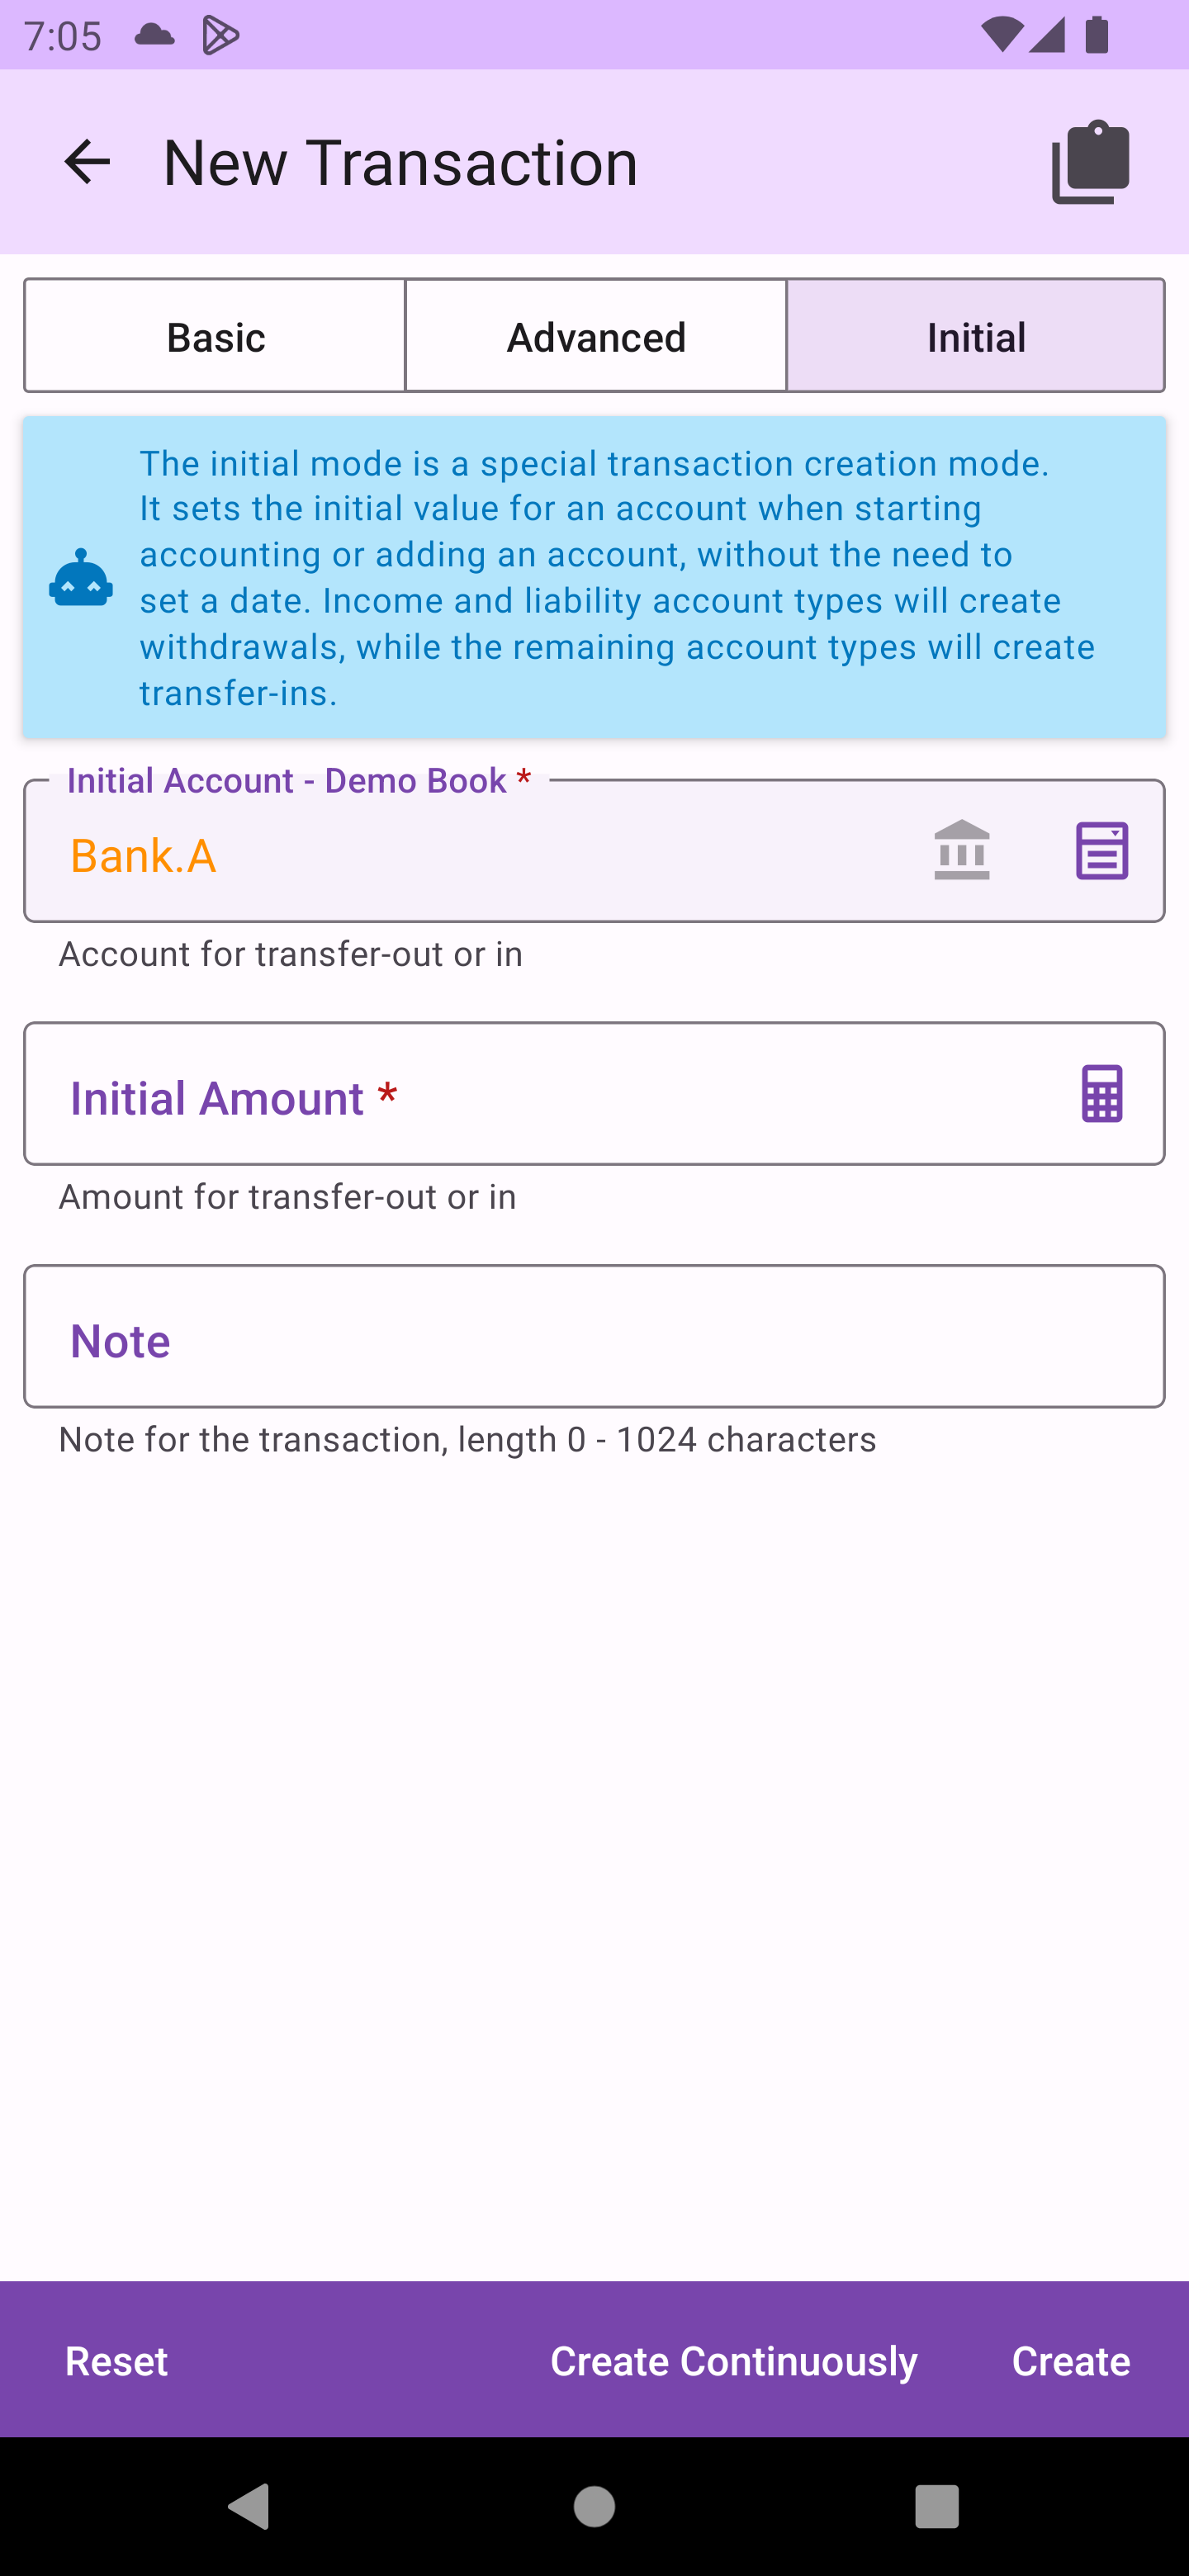 7:05
New Transaction
Basic
Advanced
Initial
The initial mode is a special transaction creation mode.
It sets the initial value for an account when starting
accounting or adding an account, without the need to
set a date. Income and liability account types will create
withdrawals, while the remaining account types will create
transfer-ins.
Initial Account - Demo Book *
Bank.A
Account for transfer-out or in
Initial Amount *
Amount for transfer-out or in
Note
Note for the transaction, length 0 - 1024 characters
Reset
Create Continuously
Create